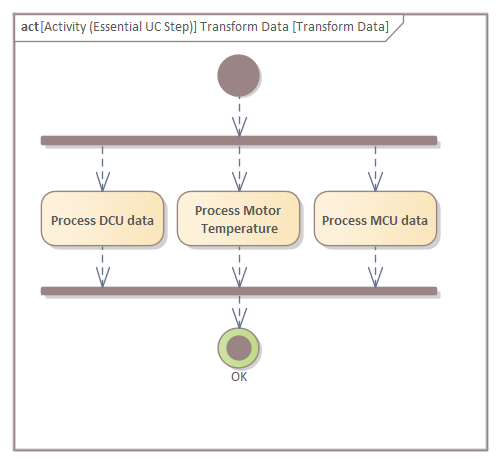 act [Activity (Essential UC Step)] Transform Data [Transform Data]
Process DCU data
Process Motor
Temperature
Process MCU data
OK